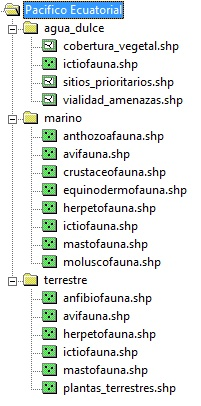 Pacifico Ecuatorial
agua_dulce
cobertura_vegetal.shp
ictiofauna.shp
sitios_prioritarios.shp
vialidad_amenazas.shp
marino
anthozoafauna.shp
avifauna.shp
crustaceofauna.shp
equinodermofauna.shp
herpetofauna.shp
ictiofauna.shp
mastofauna.shp
moluscofauna.shp
terrestre
anfibiofauna.shp
avifauna.shp
herpetofauna.shp
ictiofauna.shp
mastofauna.shp
plantas_terrestres.shp